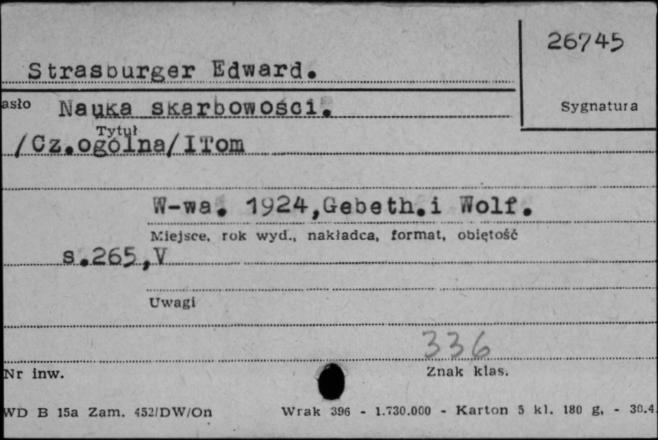 26745
Strasburger Edward.
asło Nauka skarbowości. Sygnatura
Tytuł
/Cz.ogólna/ITom
W-wa. 1924,Gebeth.i Wolf.
Miejsce, rok wyd., nakładca, format, objętość
s.265,V
Uwagi
336
Nr inw. Znak klas.
WD B 15a Zam. 452/DW/On Wrak 396 - 1.730.000 - Karton 5 kl. 180 g. - 30.4.